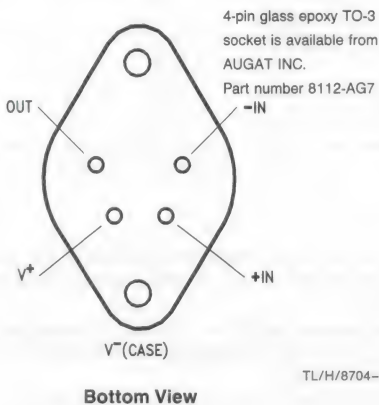 4-pin glass epoxy TO-3
socket is available from
AUGAT INC.
Part number 8112-AG7
OUT
-IN
V+
+IN
V-(CASE)
TL/H/8704-
Bottom View